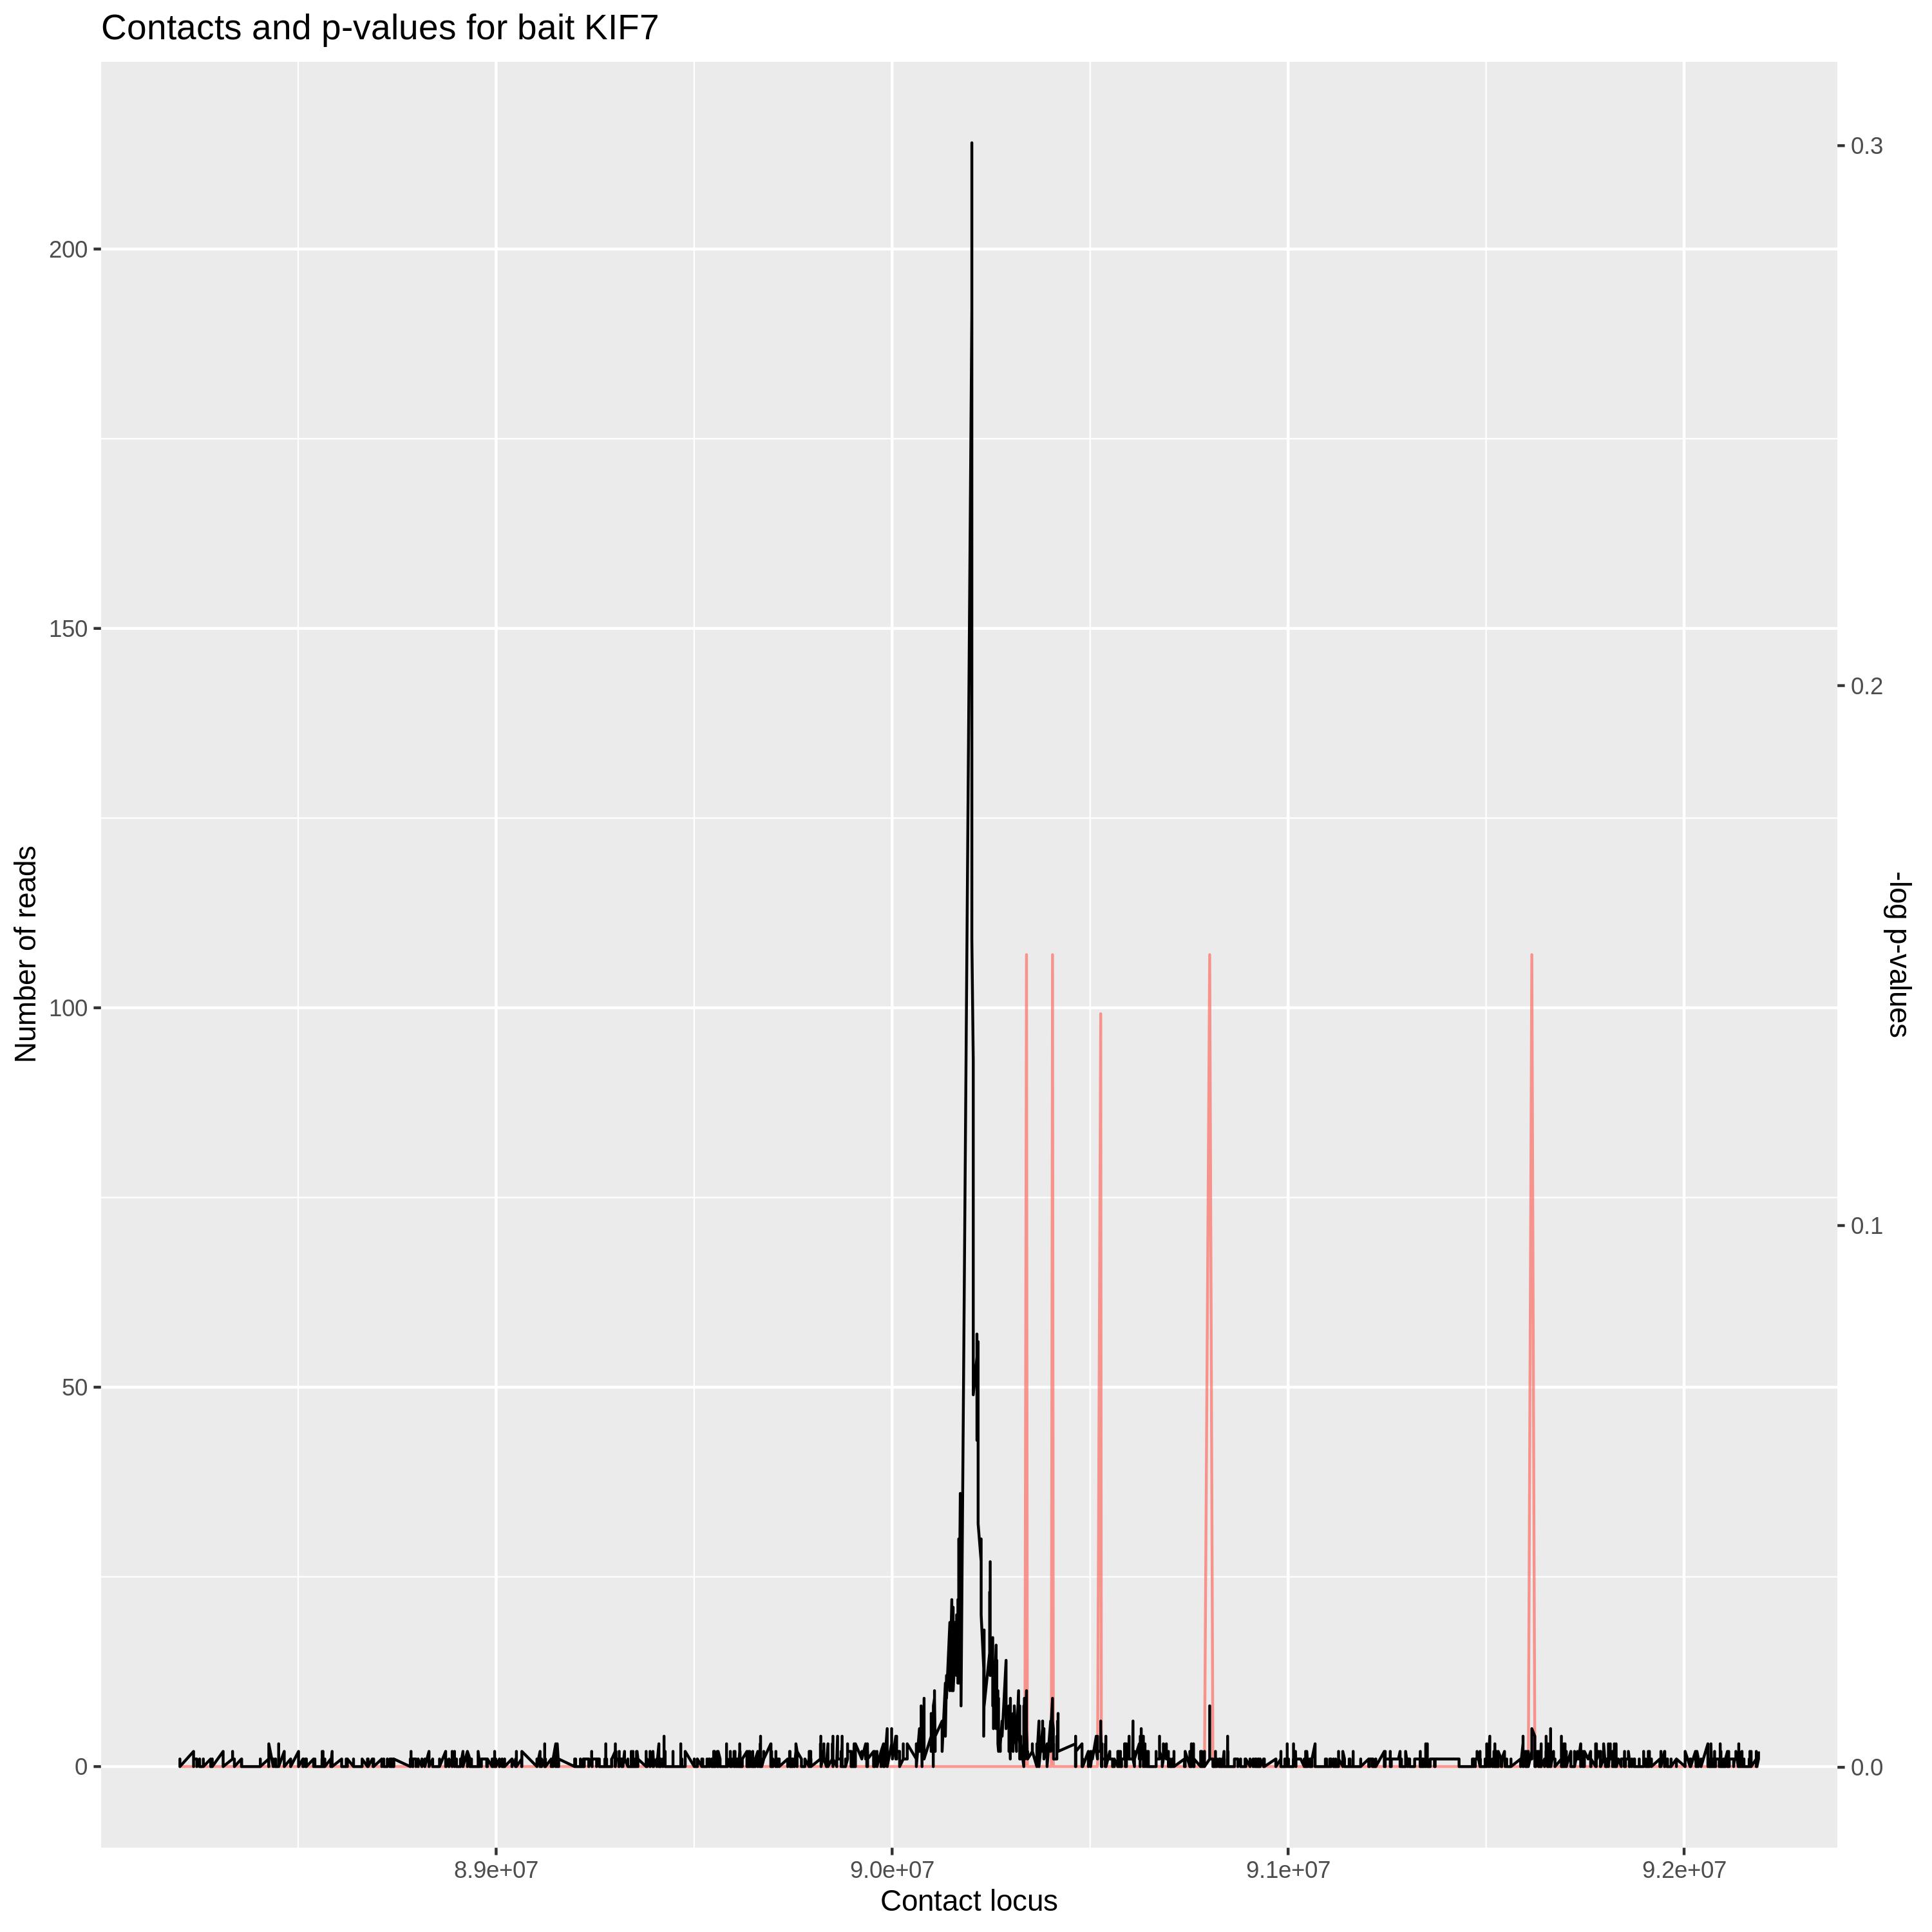 Contacts and p-values for bait KIF7
200
150
100
50
0
Number of reads
0.3
0.2
0.1
0.0
-log p-values
8.9e+07
9.0e+07
9.1e+07
9.2e+07
Contact locus